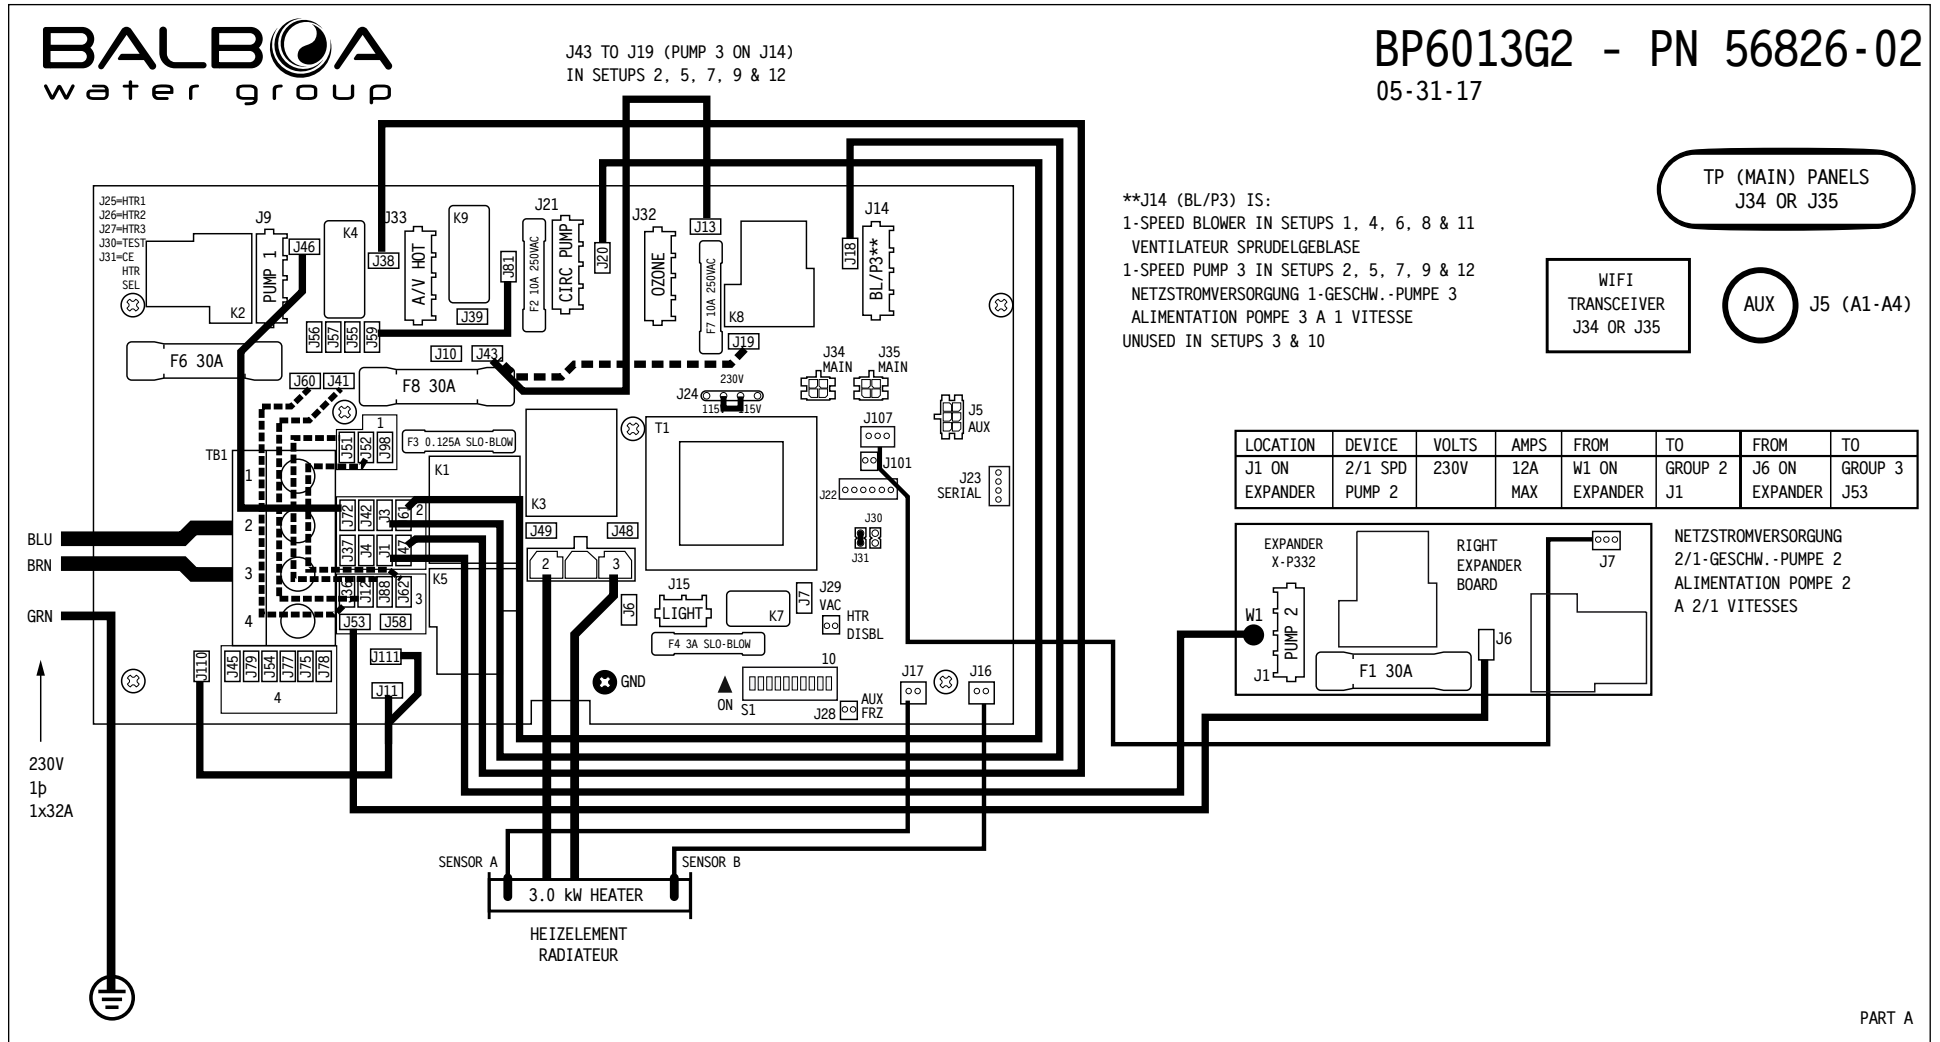 BALBOA
water group
J43 TO J19 (PUMP 3 ON J14)
IN SETUPS 2, 5, 7, 9 & 12
BP6013G2 - PN 56826-02
05-31-17
TP (MAIN) PANELS
J34 OR J35
WIFI
TRANSCEIVER
J34 OR J35
AUX
J5 (A1-A4)
**J14 (BL/P3) IS:
1-SPEED BLOWER IN SETUPS 1, 4, 6, 8 & 11
VENTILATEUR SPRUDELGEBLASE
1-SPEED PUMP 3 IN SETUPS 2, 5, 7, 9 & 12
NETZSTROMVERSORGUNG 1-GESCHW.-PUMPE 3
ALIMENTATION POMPE 3 A 1 VITESSE
UNUSED IN SETUPS 3 & 10
J25=HTR1
J26=HTR2
J27=HTR3
J30=TEST
J31=CE
HTR
SEL
K2
J9
PUMP 1
J46
K4
J38
J33
A/V HOT
K9
J39
J81
J21
F2 10A 250VAC
CIRC PUMP
J20
J32
OZONE
J13
F7 10A 250VAC
K8
J18
J14
BL/P3**
J56
J57
J55
J59
J10
J43
J19
F6 30A
J60
J41
F8 30A
J24
230V
115V
115V
J34
MAIN
J35
MAIN
J5
AUX
J107
J101
J22
J23
SERIAL
J30
J31
TB1
1
2
3
4
1
J51
J52
J98
F3 0.125A SLO-BLOW
K1
K3
T1
J72
J42
J3
J61
2
J37
J4
J1
J47
J36
J12
J88
J62
3
J53
J58
K5
J49
J48
2
3
J6
J15
LIGHT
K7
J7
F4 3A SLO-BLOW
J29
VAC
HTR
DISBL
BLU
BRN
GRN
230V
1þ
1x32A
J110
J45
J79
J54
J77
J75
J78
4
J111
J11
GND
ON
S1
10
J28
AUX
FRZ
J17
J16
LOCATION DEVICE VOLTS AMPS FROM TO FROM TO
J1 ON 2/1 SPD 230V 12A W1 ON GROUP 2 J6 ON GROUP 3
EXPANDER PUMP 2 MAX EXPANDER J1 EXPANDER J53
EXPANDER
X-P332
RIGHT
EXPANDER
BOARD
J7
W1
PUMP 2
J1
F1 30A
J6
NETZSTROMVERSORGUNG
2/1-GESCHW.-PUMPE 2
ALIMENTATION POMPE 2
A 2/1 VITESSES
SENSOR A
SENSOR B
3.0 kW HEATER
HEIZELEMENT
RADIATEUR
PART A